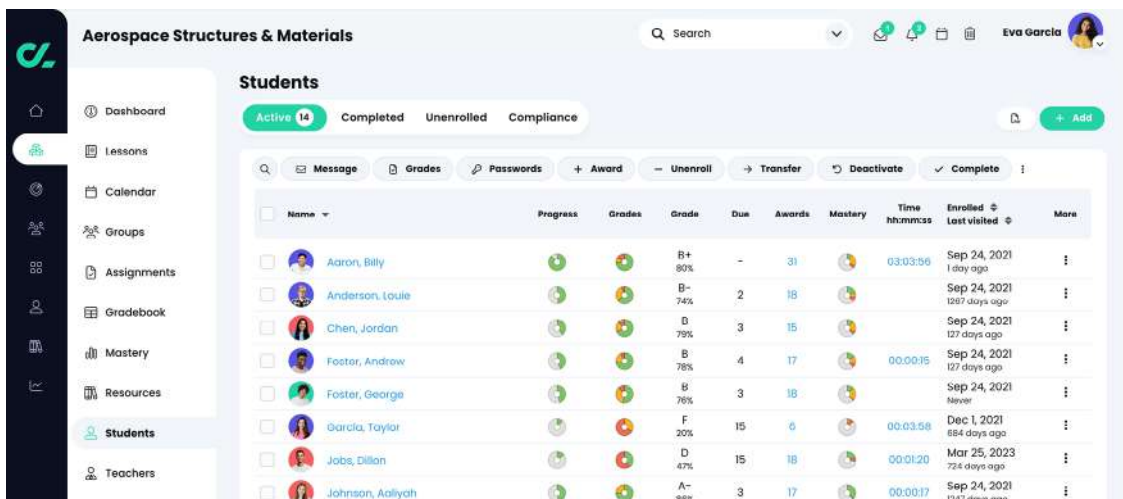 Aerospace Structures & Materials
Search
1
2
Eva Garcia
Students
Active 14 Completed Unenrolled Compliance
+ Add
Dashboard
Lessons
Calendar
Groups
Assignments
Gradebook
Mastery
Resources
Students
Teachers
Message Grades Passwords + Award − Unenroll → Transfer Deactivate Complete
Name Progress Grades Grade Due Awards Mastery Time hh:mm:ss Enrolled Last visited More
Aaron, Billy B+ 80% - 31 03:03:56 Sep 24, 2021 1 day ago
Anderson, Louie B- 74% 2 18 Sep 24, 2021 1267 days ago
Chen, Jordan B 79% 3 15 Sep 24, 2021 127 days ago
Foster, Andrew B 78% 4 17 00:00:15 Sep 24, 2021 127 days ago
Foster, George B 76% 3 18 Sep 24, 2021 Never
Garcia, Taylor F 20% 15 6 00:03:58 Dec 1, 2021 684 days ago
Jobs, Dillon D 47% 15 18 00:01:20 Mar 25, 2023 724 days ago
Johnson, Aaliyah A- 3 17 00:00:17 Sep 24, 2021